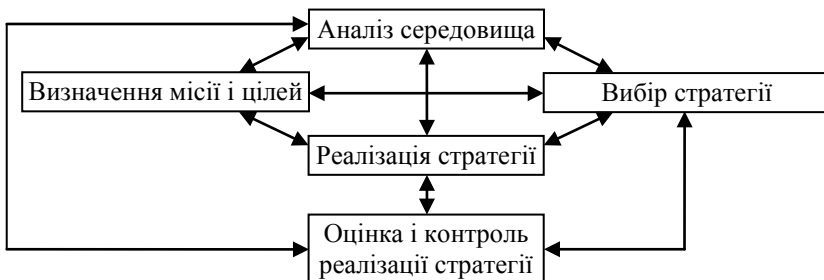 Аналіз середовища
Визначення місії і цілей
Вибір стратегії
Реалізація стратегії
Оцінка і контроль
реалізації стратегії